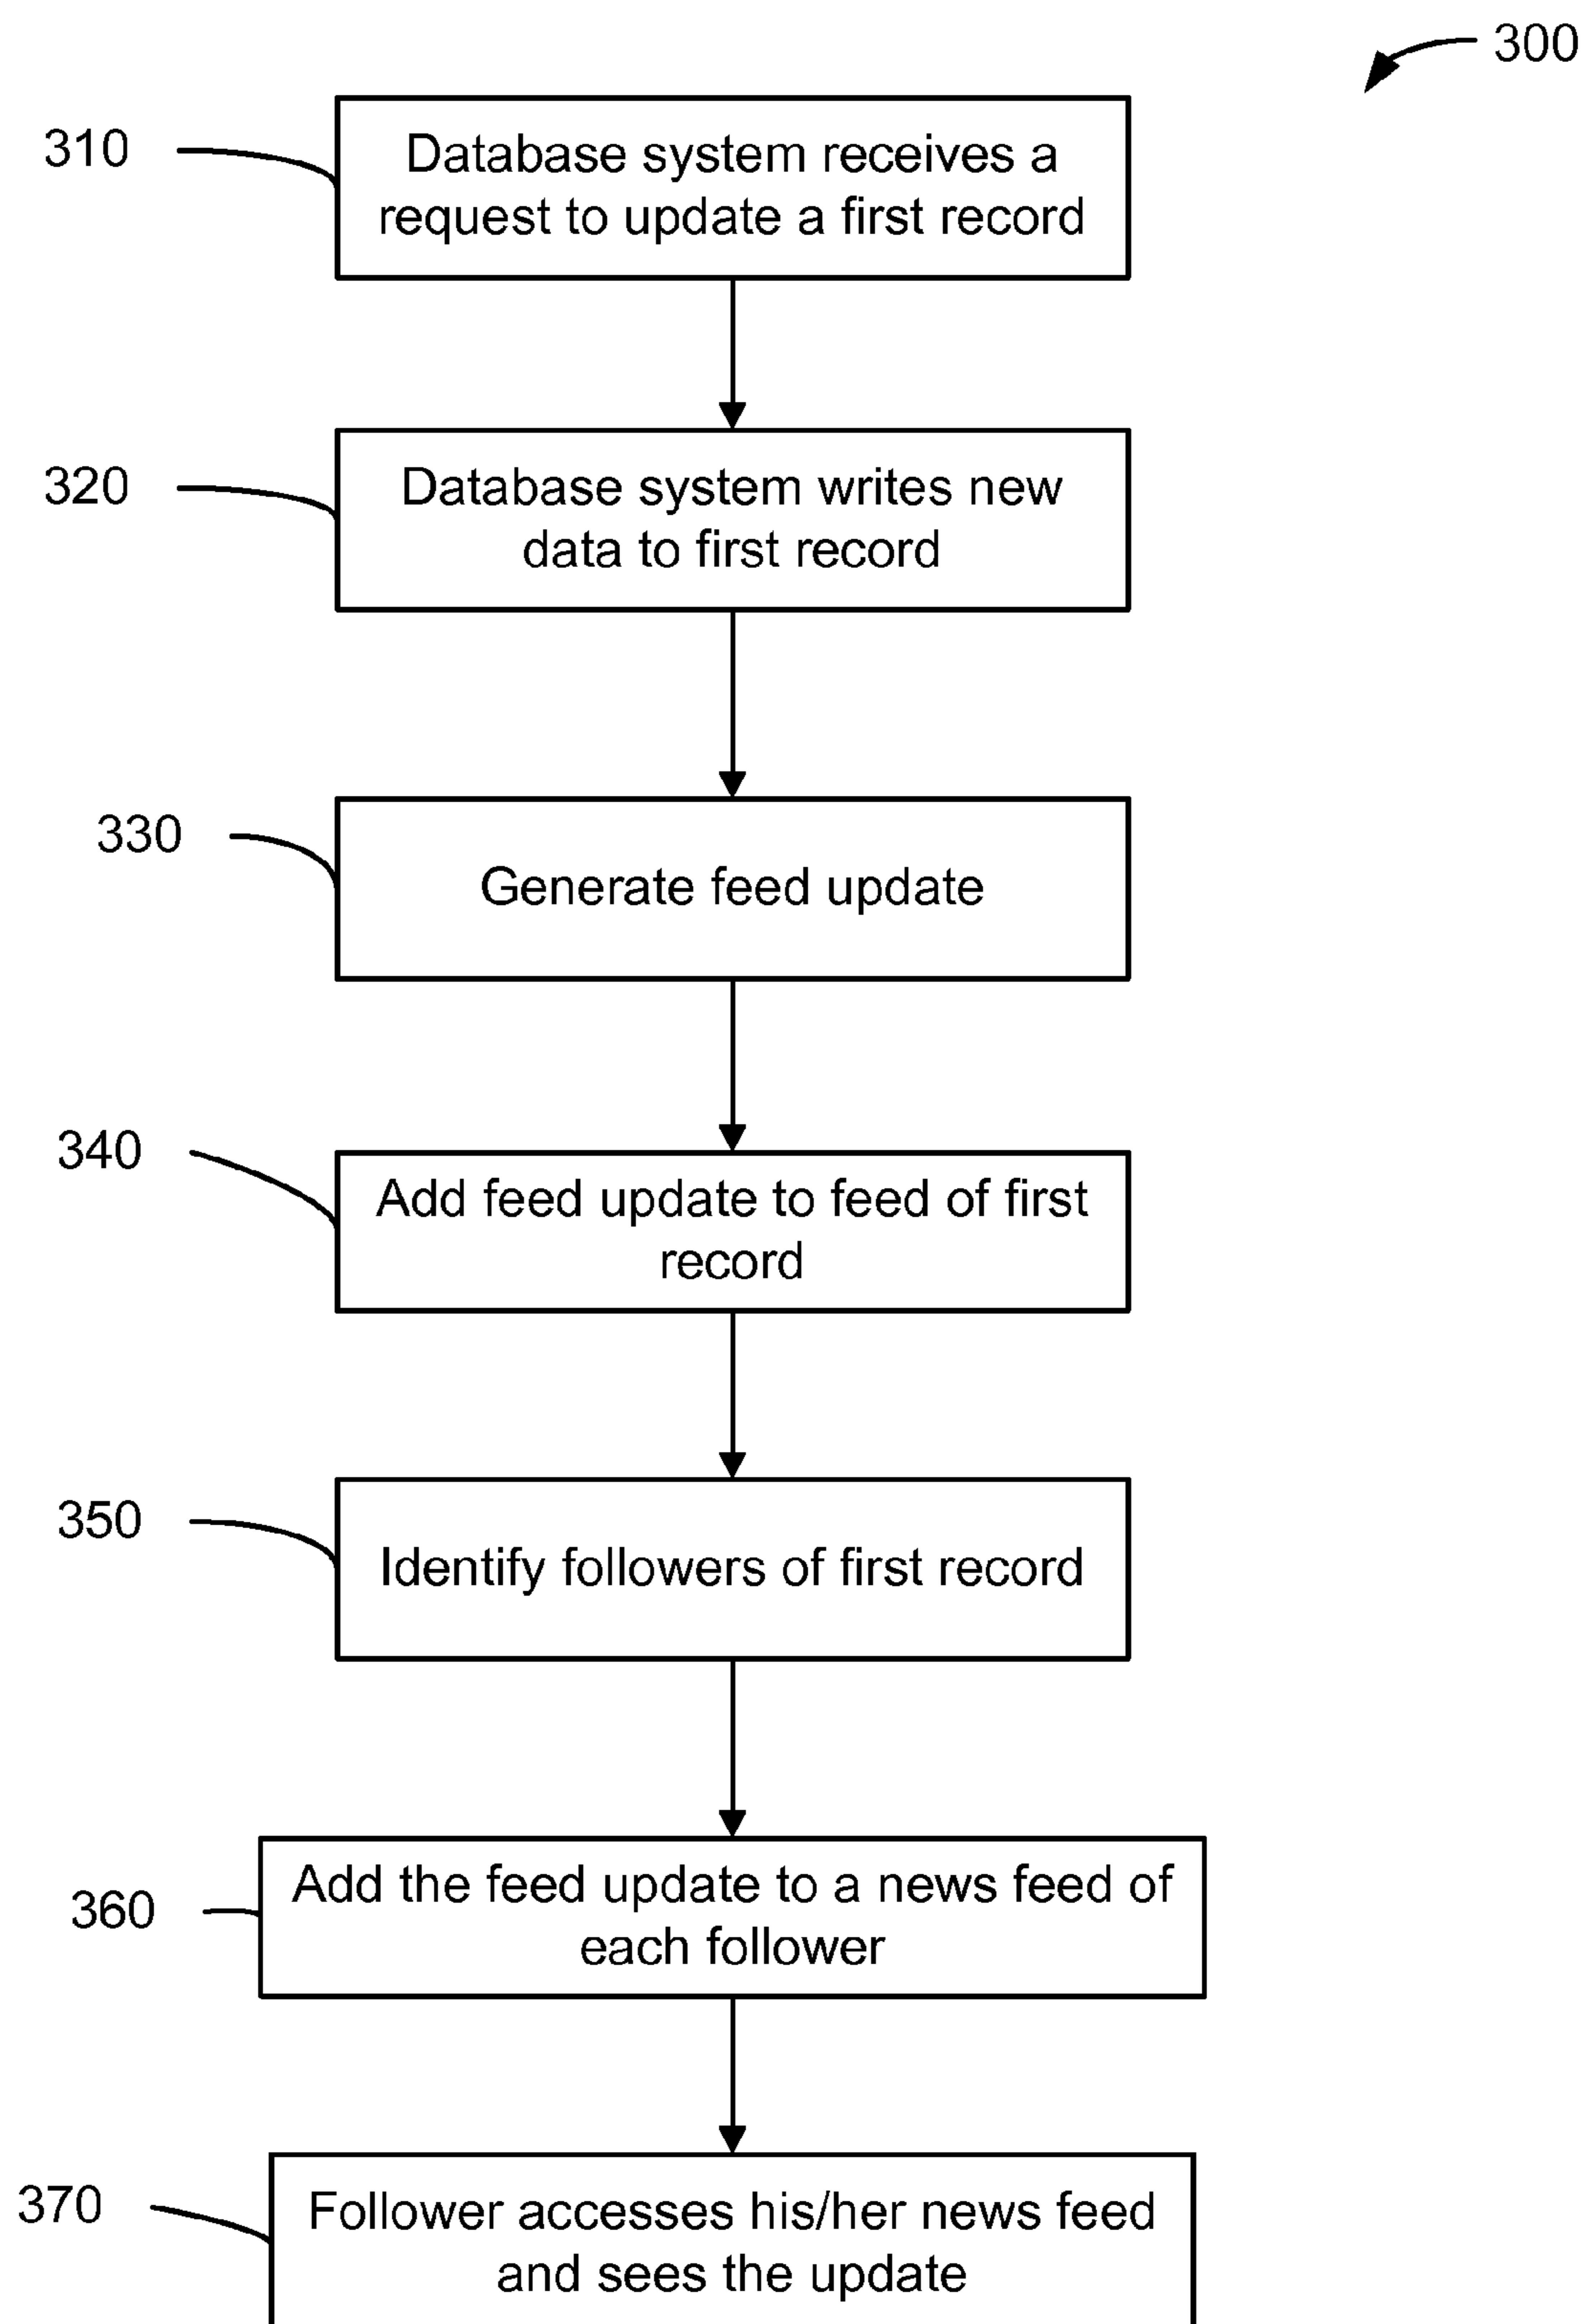 300
310
Database system receives a
request to update a first record
320
Database system writes new
data to first record
330
Generate feed update
340
Add feed update to feed of first
record
350
Identify followers of first record
360
Add the feed update to a news feed of
each follower
370
Follower accesses his/her news feed
and sees the update